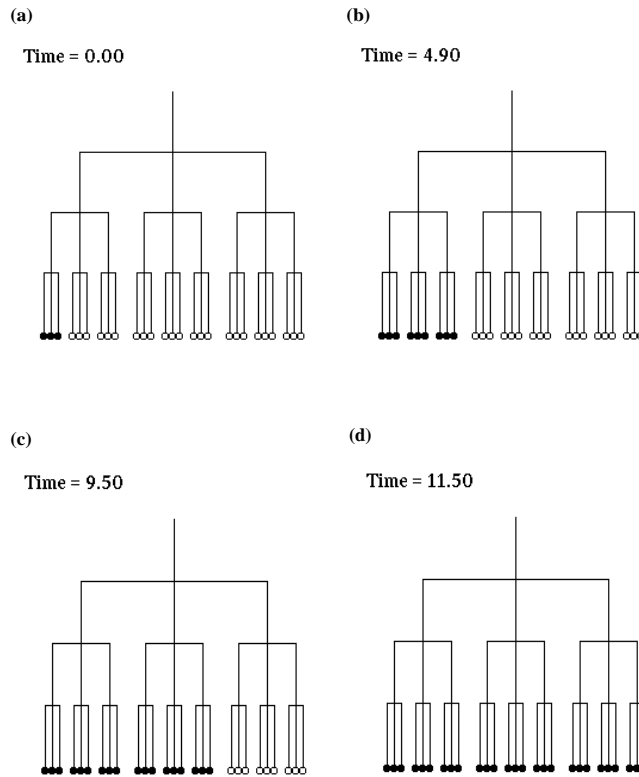 (a)
Time = 0.00
(b)
Time = 4.90
(c)
Time = 9.50
(d)
Time = 11.50